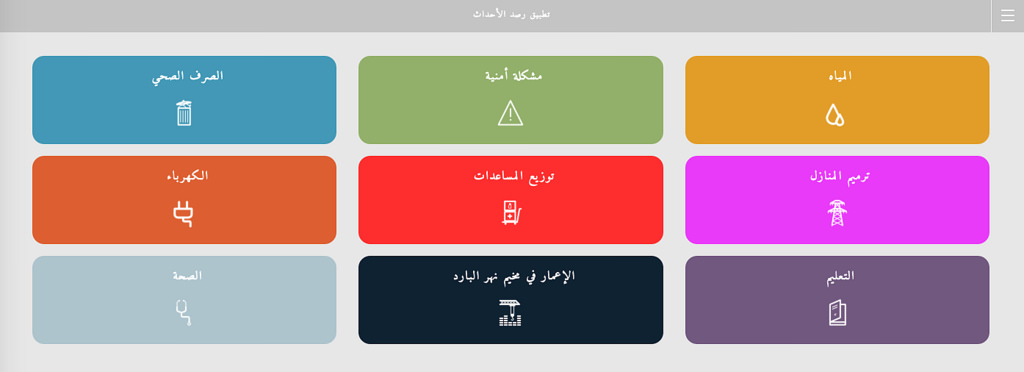 تطبيق رصد الأحداث
المياه
مشكلة أمنية
الصرف الصحي
ترميم المنازل
توزيع المساعدات
الكهرباء
التعليم
الإعمار في مخيم نهر البارد
الصحة